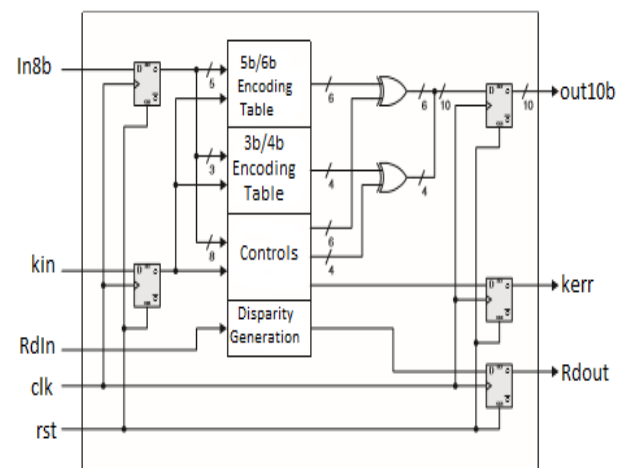 In8b
kin
RdIn
clk
rst
5b/6b
Encoding
Table
3b/4b
Encoding
Table
Controls
Disparity
Generation
5
3
8
6
4
6
4
6
10
4
10
out10b
kerr
Rdout
D
D
D
D
D